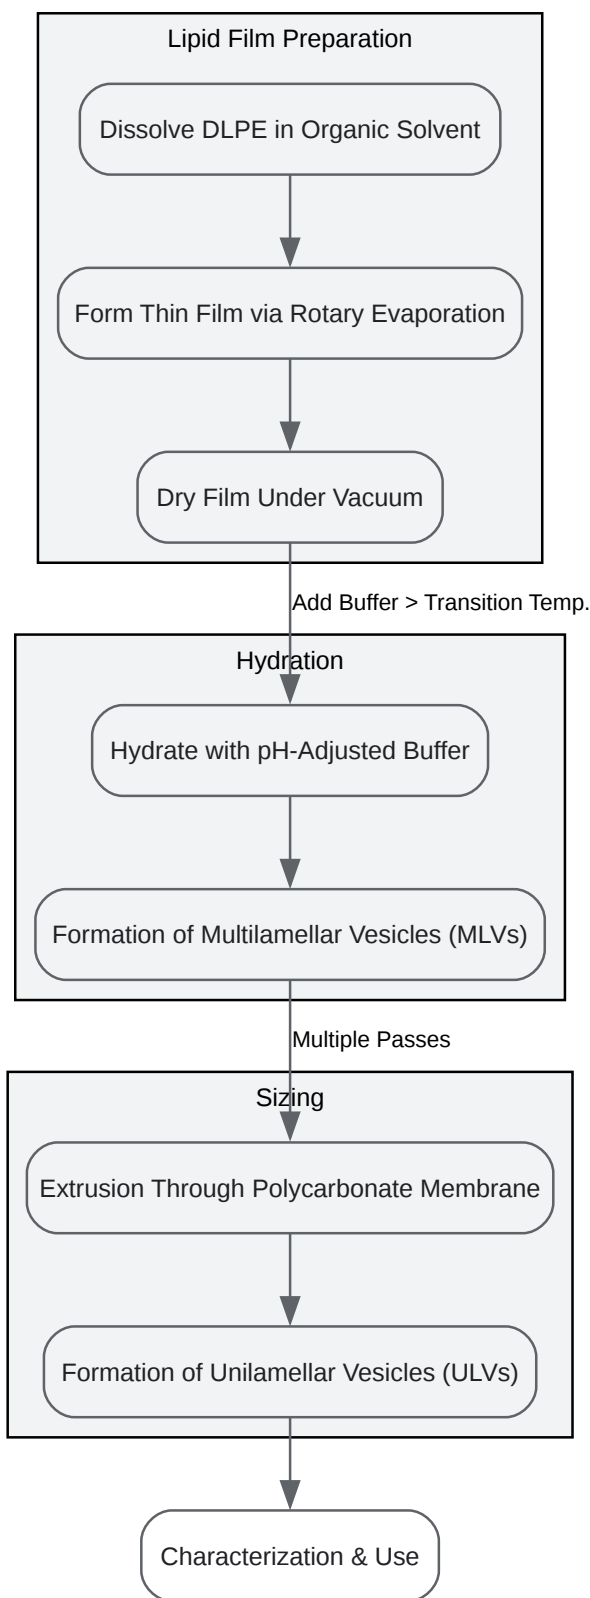 Lipid Film Preparation
Dissolve DLPE in Organic Solvent
Form Thin Film via Rotary Evaporation
Dry Film Under Vacuum
Add Buffer > Transition Temp.
Hydration
Hydrate with pH-Adjusted Buffer
Formation of Multilamellar Vesicles (MLVs)
Multiple Passes
Sizing
Extrusion Through Polycarbonate Membrane
Formation of Unilamellar Vesicles (ULVs)
Characterization & Use